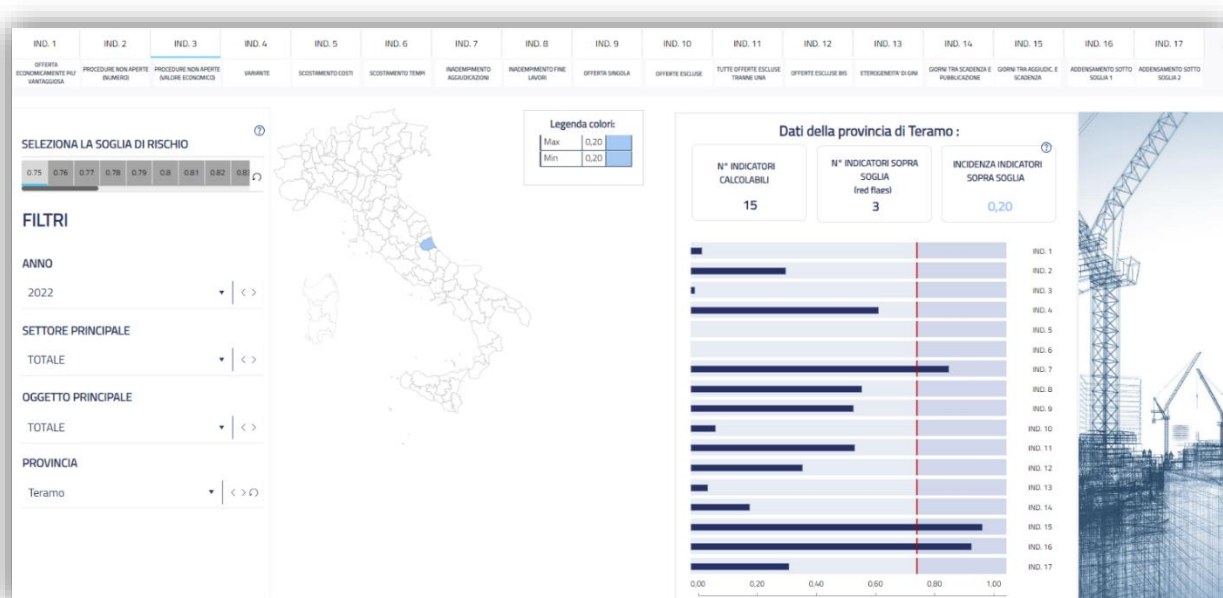 IND. 1 IND. 2 IND. 3 IND. 4 IND. 5 IND. 6 IND. 7 IND. 8 IND. 9 IND. 10 IND. 11 IND. 12 IND. 13 IND. 14 IND. 15 IND. 16 IND. 17
OFFERTA ECONOMICAMENTE PIU' VANTAGGIOSA
PROCEDURE NON APERTE (NUMERO)
PROCEDURE NON APERTE (VALORE ECONOMICO)
VARIANTE
SCOSTAMENTO COSTI
SCOSTAMENTO TEMPI
INADEMPIMENTO AGGIUDICAZIONI
INADEMPIMENTO FINE LAVORI
OFFERTA SINGOLA
OFFERTE ESCLUSE
TUTTE OFFERTE ESCLUSE TRANNE UNA
OFFERTE ESCLUSE BIS
ETEROGENEITA' DI GINI
GIORNI TRA SCADENZA E PUBBLICAZIONE
GIORNI TRA AGGIUDIC. E SCADENZA
ADDENSAMENTO SOTTO SOGLIA 1
ADDENSAMENTO SOTTO SOGLIA 2
SELEZIONA LA SOGLIA DI RISCHIO
0.75 0.76 0.77 0.78 0.79 0.8 0.81 0.82
FILTRI
ANNO
2022
SETTORE PRINCIPALE
TOTALE
OGGETTO PRINCIPALE
TOTALE
PROVINCIA
Teramo
Legenda colori:
Max 0,20
Min 0,20
Dati della provincia di Teramo :
N° INDICATORI
CALCOLABILI
15
N° INDICATORI SOPRA
SOGLIA
(red flags)
3
INCIDENZA INDICATORI
SOPRA SOGLIA
0,20
IND. 1
IND. 2
IND. 3
IND. 4
IND. 5
IND. 6
IND. 7
IND. 8
IND. 9
IND. 10
IND. 11
IND. 12
IND. 13
IND. 14
IND. 15
IND. 16
IND. 17
0,00 0,20 0,40 0,60 0,80 1,00